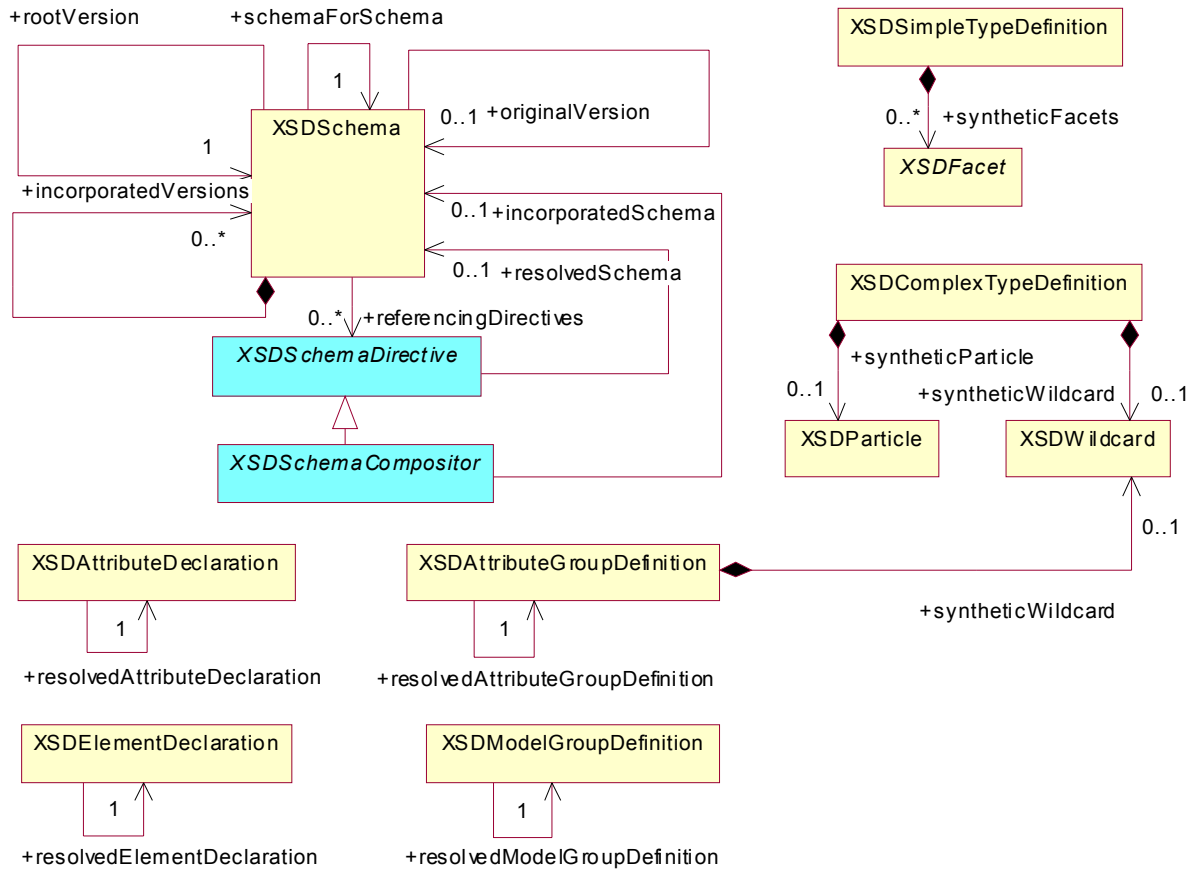 +rootVersion
+schemaForSchema
XSDSimpleTypeDefinition
1
0..1
+originalVersion
XSDSchema
0..*
+syntheticFacets
1
XSDFacet
+incorporatedVersions
0..1
+incorporatedSchema
0..*
0..1
+resolvedSchema
XSDComplexTypeDefinition
0..*
+referencingDirectives
XSDSchemaDirective
+syntheticParticle
0..1
+syntheticWildcard
0..1
XSDParticle
XSDWildcard
XSDSchemaCompositor
0..1
XSDAttributeDeclaration
XSDAttributeGroupDefinition
+syntheticWildcard
1
1
+resolvedAttributeDeclaration
+resolvedAttributeGroupDefinition
XSDElementDeclaration
XSDModelGroupDefinition
1
1
+resolvedElementDeclaration
+resolvedModelGroupDefinition